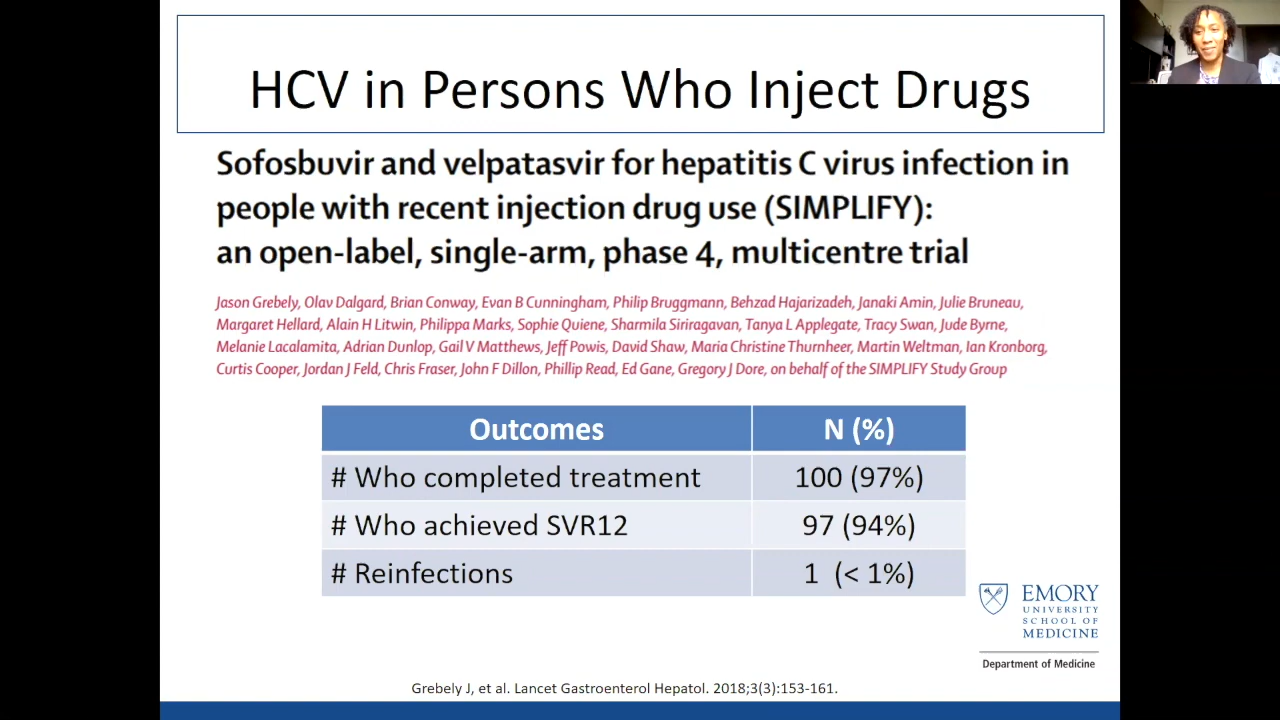 HCV in Persons Who Inject Drugs
Sofosbuvir and velpatasvir for hepatitis C virus infection in
people with recent injection drug use (SIMPLIFY):
an open-label, single-arm, phase 4, multicentre trial
Jason Grebely, Olav Dalgard, Brian Conway, Evan B Cunningham, Philip Bruggmann, Behzad Hajarizadeh, Janaki Amin, Julie Bruneau,
Margaret Hellard, Alain H Litwin, Philippa Marks, Sophie Quiene, Sharmila Siriragavan, Tanya L Applegate, Tracy Swan, Jude Byrne,
Melanie Lacalamita, Adrian Dunlop, Gail V Matthews, Jeff Powis, David Shaw, Maria Christine Thurnheer, Martin Weltman, Ian Kronborg,
Curtis Cooper, Jordan J Feld, Chris Fraser, John F Dillon, Phillip Read, Ed Gane, Gregory J Dore, on behalf of the SIMPLIFY Study Group
Outcomes N (%)
# Who completed treatment 100 (97%)
# Who achieved SVR12 97 (94%)
# Reinfections 1 (< 1%)
EMORY
UNIVERSITY
SCHOOL OF
MEDICINE
Department of Medicine
Grebely J, et al. Lancet Gastroenterol Hepatol. 2018;3(3):153-161.